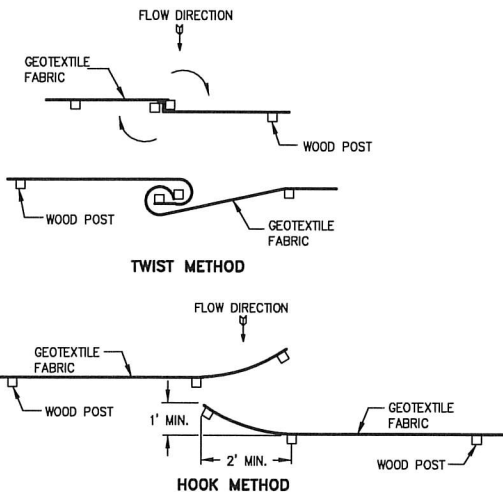 FLOW DIRECTION
GEOTEXTILE
FABRIC
WOOD POST
WOOD POST
GEOTEXTILE
FABRIC
TWIST METHOD
FLOW DIRECTION
GEOTEXTILE
FABRIC
WOOD POST
1' MIN.
GEOTEXTILE
FABRIC
2' MIN.
WOOD POST
HOOK METHOD